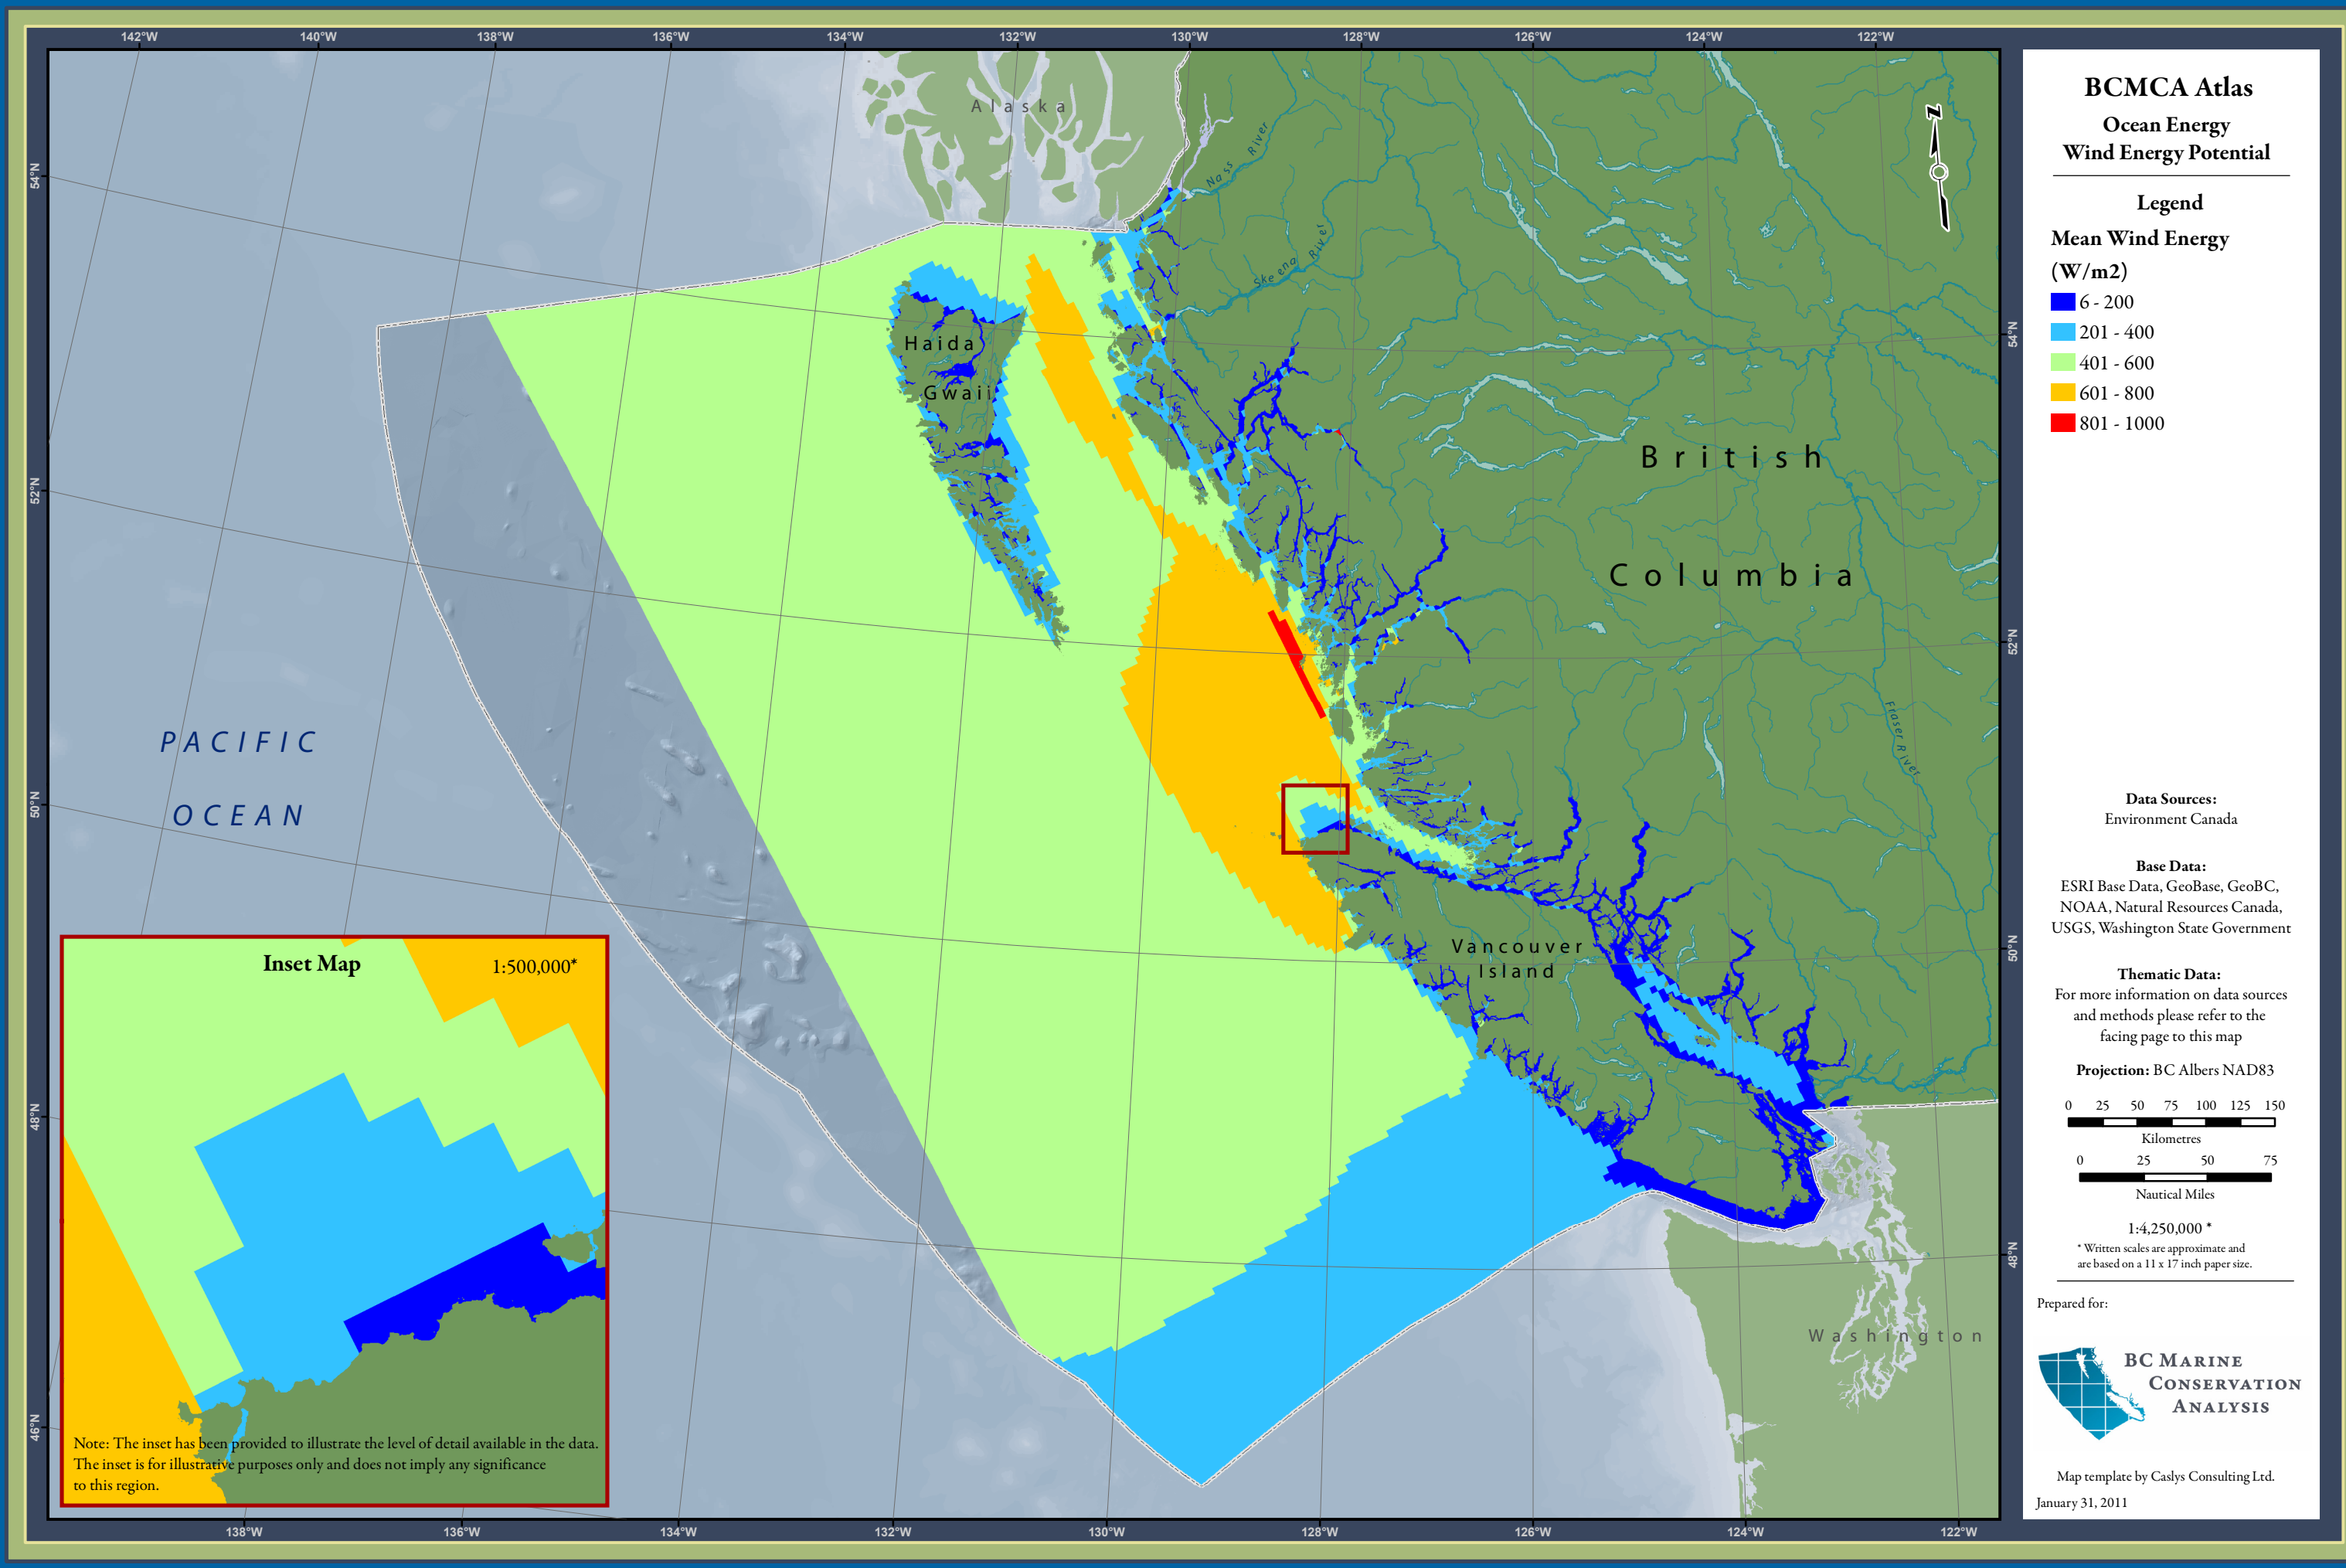 142°W 140°W 138°W 136°W 134°W 132°W 130°W 128°W 126°W 124°W 122°W
54°N
52°N
50°N
48°N
46°N
54°N
52°N
50°N
48°N
138°W 136°W 134°W 132°W 130°W 128°W 126°W 124°W 122°W
Alaska
Nass River
Skeena River
Haida
Gwaii
British
Columbia
Fraser River
PACIFIC
OCEAN
Vancouver
Island
Washington
Inset Map
1:500,000*
Note: The inset has been provided to illustrate the level of detail available in the data.
The inset is for illustrative purposes only and does not imply any significance
to this region.
N
BCMCA Atlas
Ocean Energy
Wind Energy Potential
Legend
Mean Wind Energy
(W/m2)
6 - 200
201 - 400
401 - 600
601 - 800
801 - 1000
Data Sources:
Environment Canada
Base Data:
ESRI Base Data, GeoBase, GeoBC,
NOAA, Natural Resources Canada,
USGS, Washington State Government
Thematic Data:
For more information on data sources
and methods please refer to the
facing page to this map
Projection: BC Albers NAD83
0 25 50 75 100 125 150
Kilometres
0 25 50 75
Nautical Miles
1:4,250,000 *
* Written scales are approximate and
are based on a 11 x 17 inch paper size.
Prepared for:
BC MARINE
CONSERVATION
ANALYSIS
Map template by Caslys Consulting Ltd.
January 31, 2011